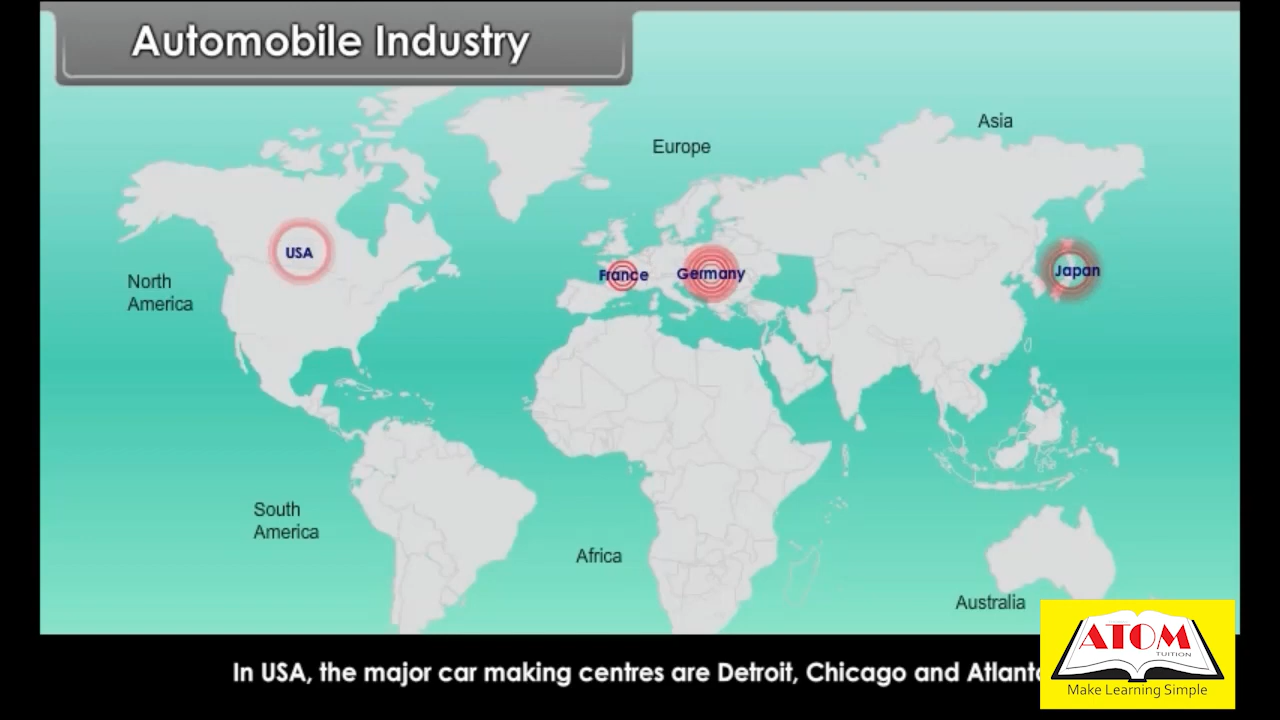 Automobile Industry
Asia
Europe
USA
North
America
France
Germany
Japan
South
America
Africa
Australia
In USA, the major car making centres are Detroit, Chicago and
ATOM
TUITION
Make Learning Simple